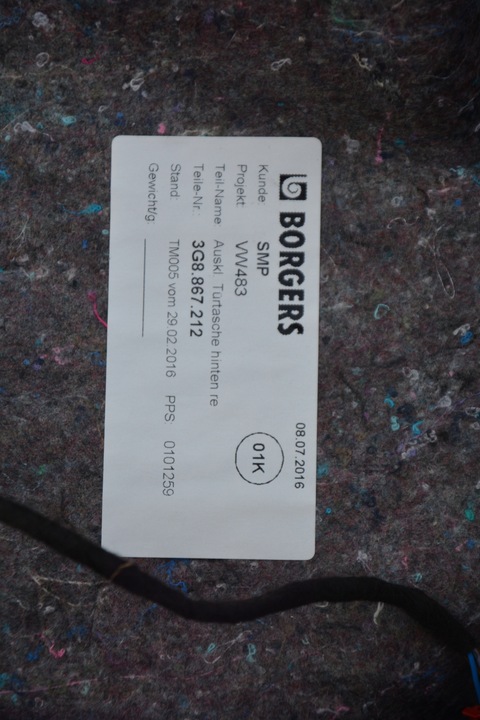 BORGERS 08.07.2016
Kunde: SMP
Projekt: VW483 01K
Teil-Name Auskl. Türtasche hinten re
Teile-Nr. 3G8.867.212
Stand: TM005 vom 29.02.2016 PPS: 0101259
Gewicht/g: